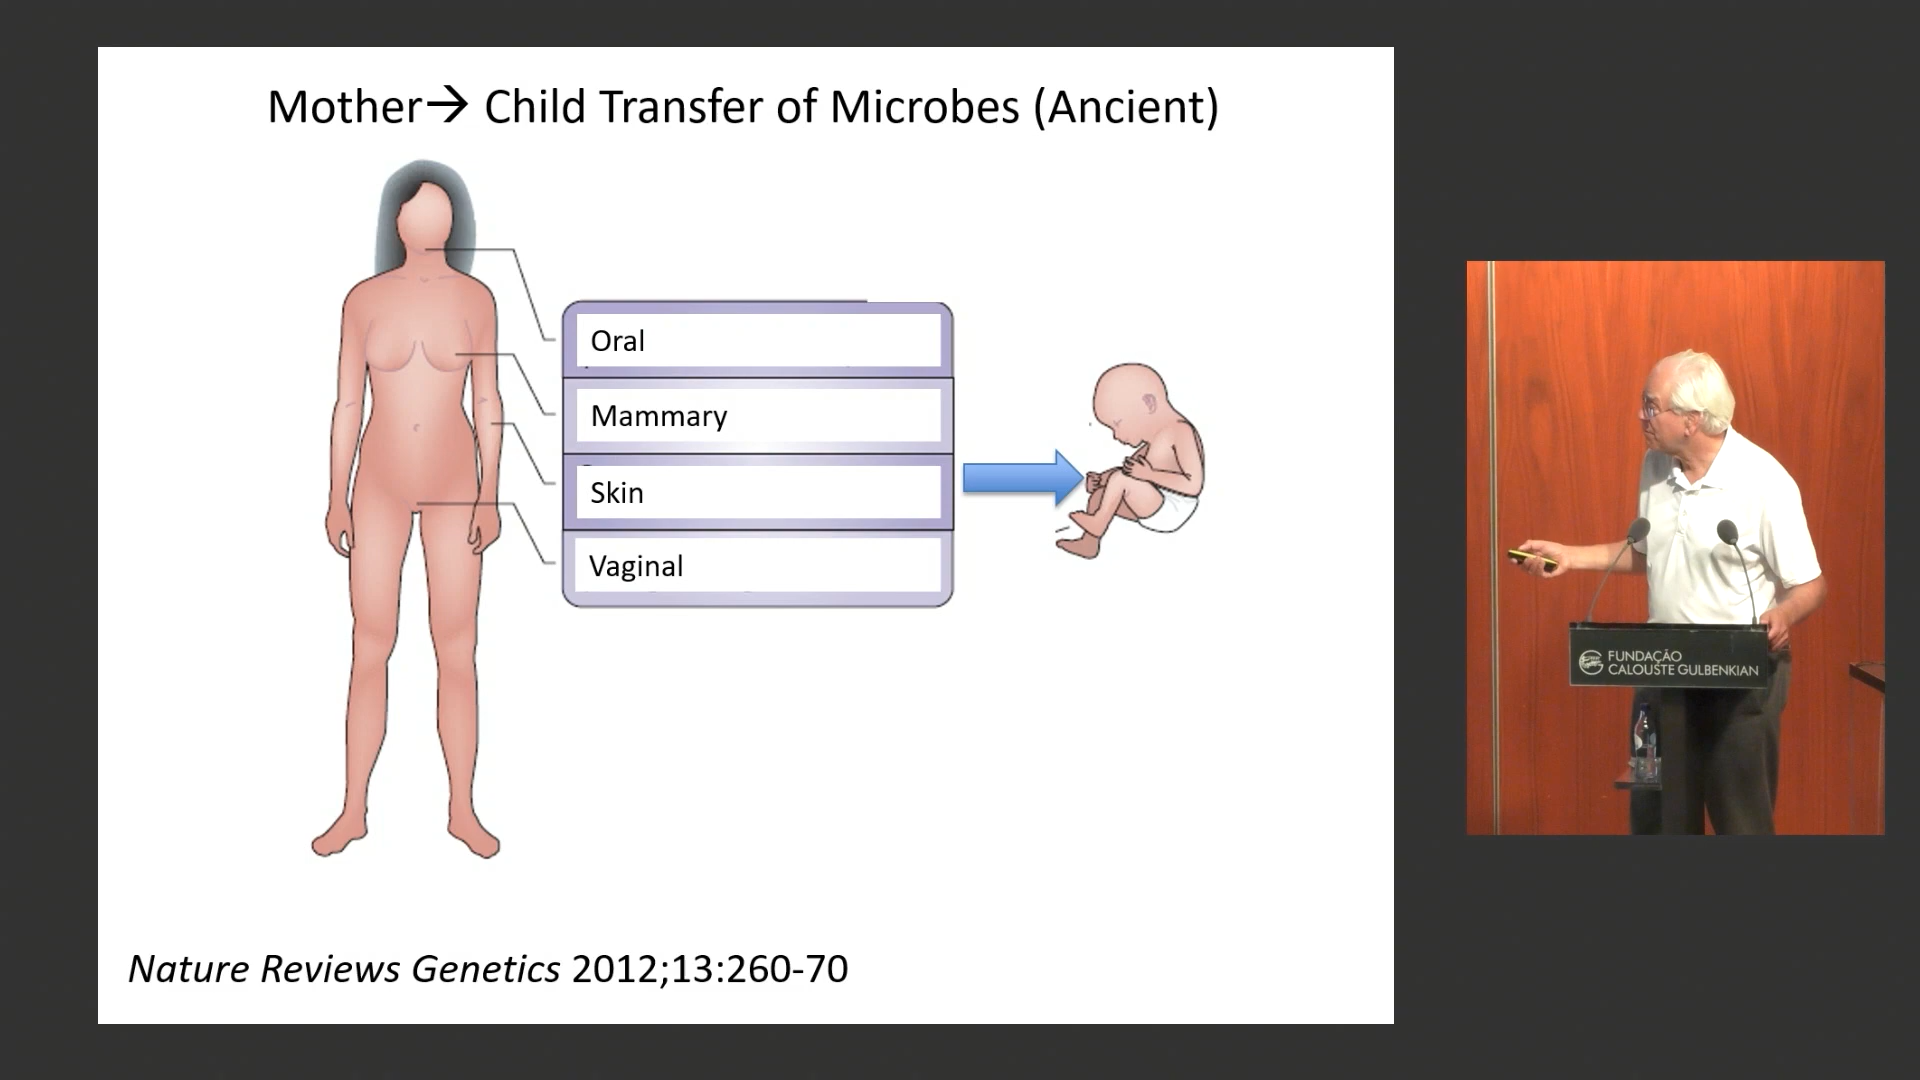 Mother→ Child Transfer of Microbes (Ancient)
Oral
Mammary
Skin
Vaginal
Nature Reviews Genetics 2012;13:260-70
FUNDAÇÃO
CALOUSTE GULBENKIAN